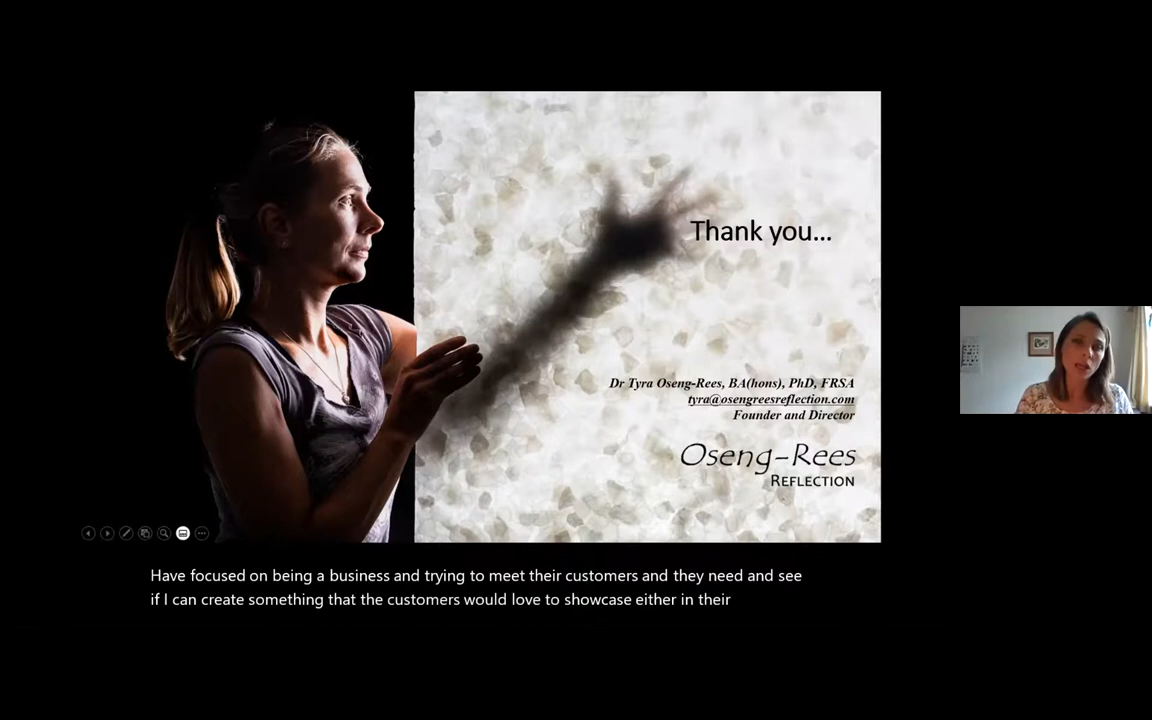 Thank you...
Dr Tyra Oseng-Rees, BA(hons), PhD, FRSA
tyra@osengreesreflection.com
Founder and Director
Oseng-Rees
REFLECTION
Have focused on being a business and trying to meet their customers and they need and see
if I can create something that the customers would love to showcase either in their